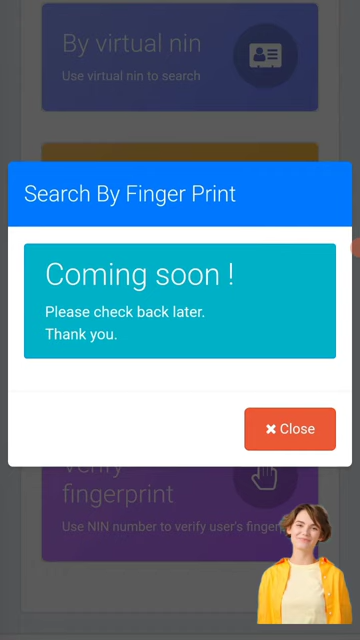 By virtual nin
Use virtual nin to search
Search By Finger Print
Coming soon !
Please check back later.
Thank you.
✖ Close
Verify
fingerprint
Use NIN number to verify user's